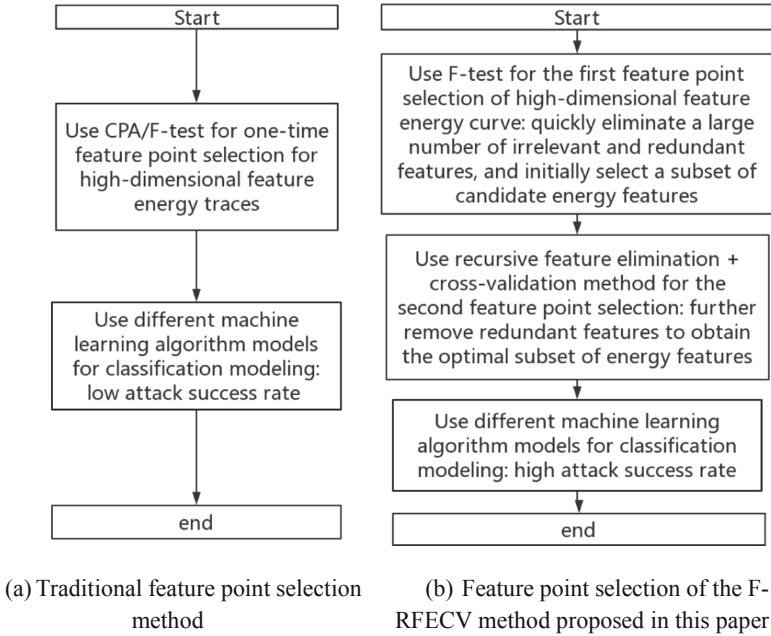 Start
Use CPA/F-test for one-time
feature point selection for
high-dimensional feature
energy traces
Use different machine
learning algorithm models
for classification modeling:
low attack success rate
end
(a) Traditional feature point selection
method
Start
Use F-test for the first feature point
selection of high-dimensional feature
energy curve: quickly eliminate a large
number of irrelevant and redundant
features, and initially select a subset of
candidate energy features
Use recursive feature elimination +
cross-validation method for the
second feature point selection: further
remove redundant features to obtain
the optimal subset of energy features
Use different machine learning
algorithm models for classification
modeling: high attack success rate
end
(b) Feature point selection of the F-
RFECV method proposed in this paper